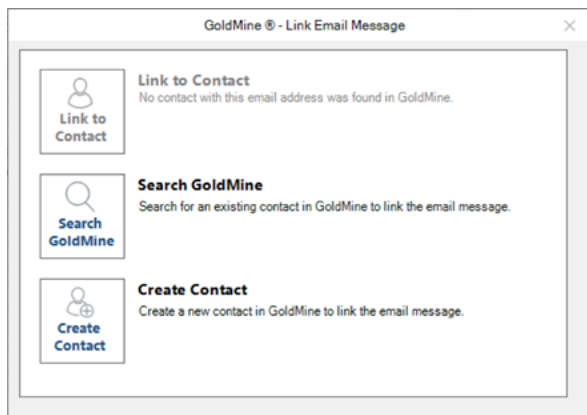 GoldMine ® - Link Email Message
Link to
Contact
Link to Contact
No contact with this email address was found in GoldMine.
Search
GoldMine
Search GoldMine
Search for an existing contact in GoldMine to link the email message.
Create
Contact
Create Contact
Create a new contact in GoldMine to link the email message.